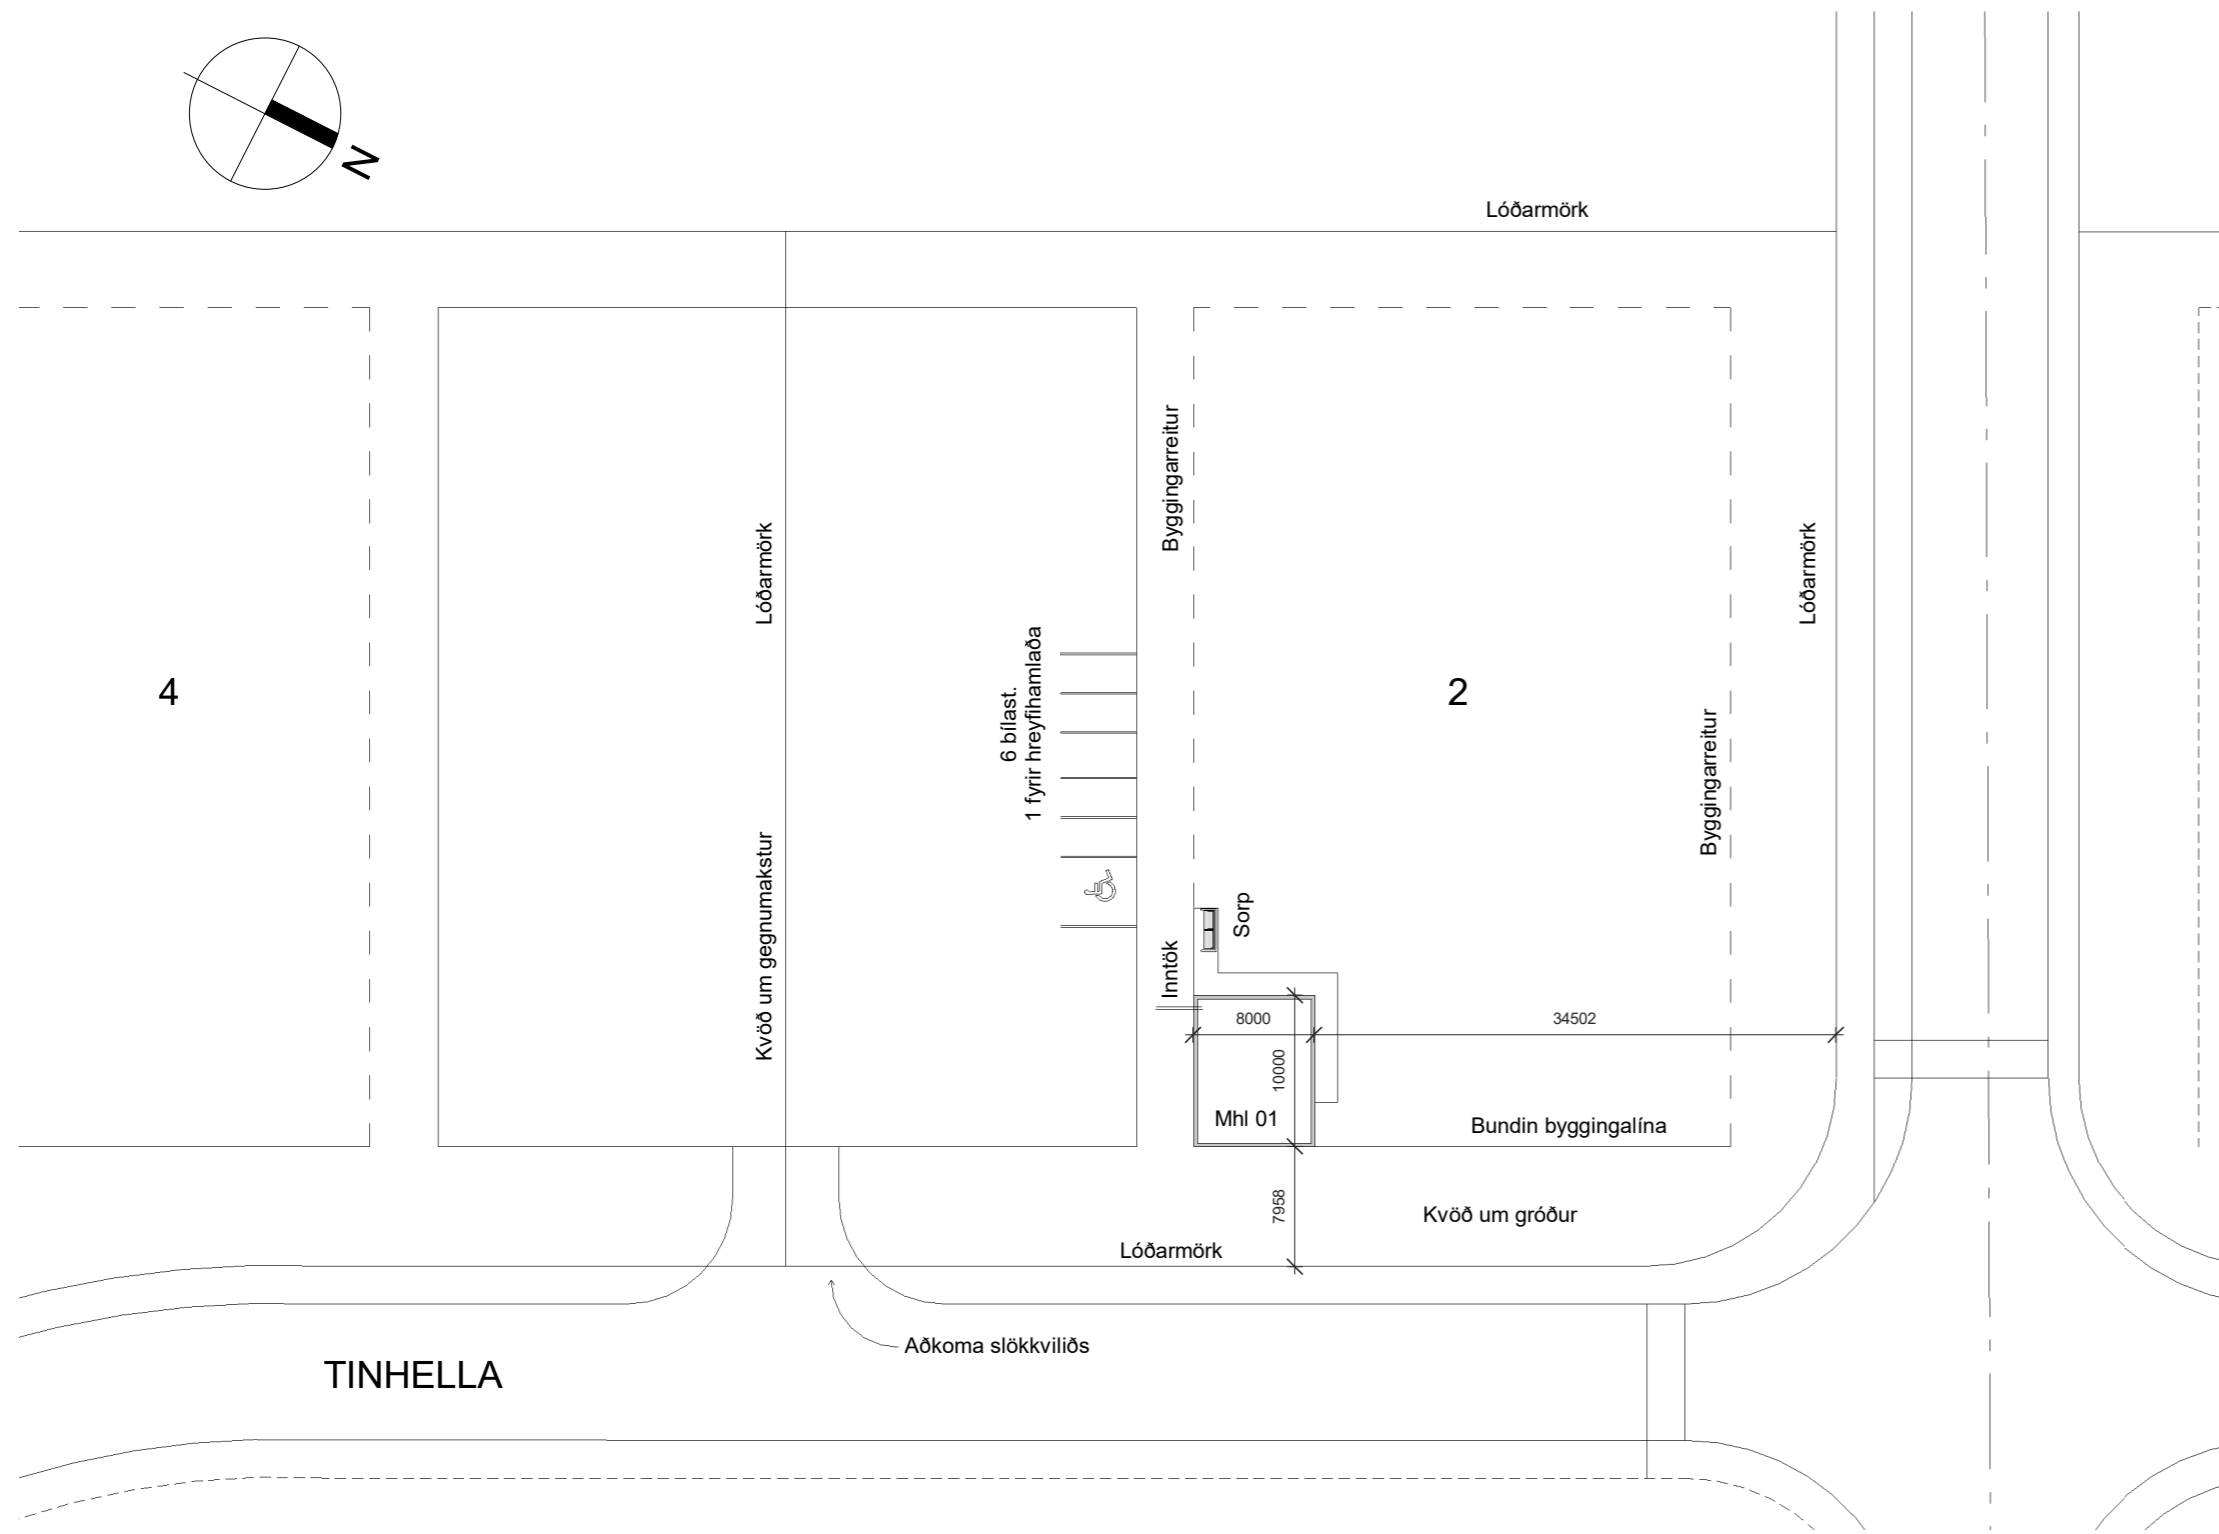 N
Lóðarmörk
Byggingarreitur
Lóðarmörk
Lóðarmörk
6 bílast.
1 fyrir hreyfihamlaða
4
2
Byggingarreitur
Kvöð um gegnumakstur
Sorp
Inntök
8000
34502
10000
Mhl 01
Bundin byggingalína
7958
Kvöð um gróður
Lóðarmörk
Aðkoma slökkviliðs
TINHELLA